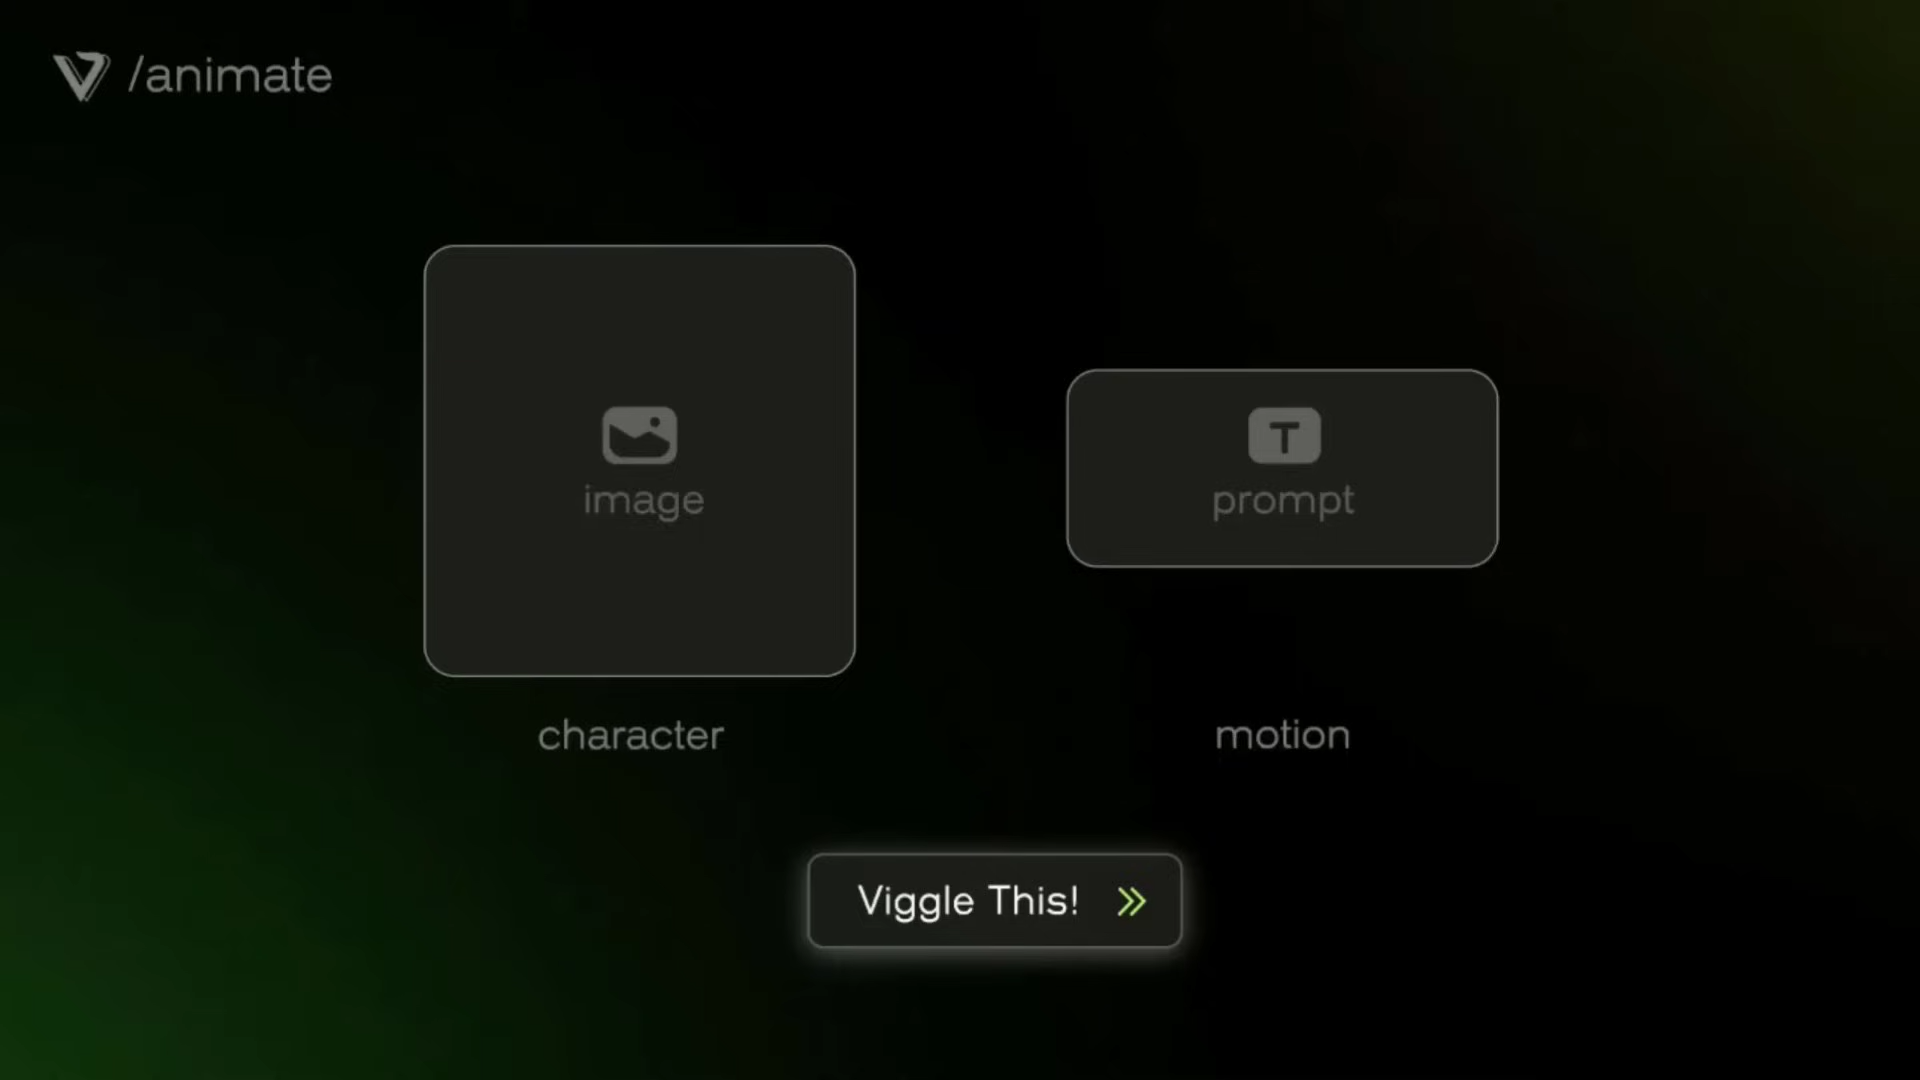 /animate
image
prompt
T
character
motion
Viggle This!